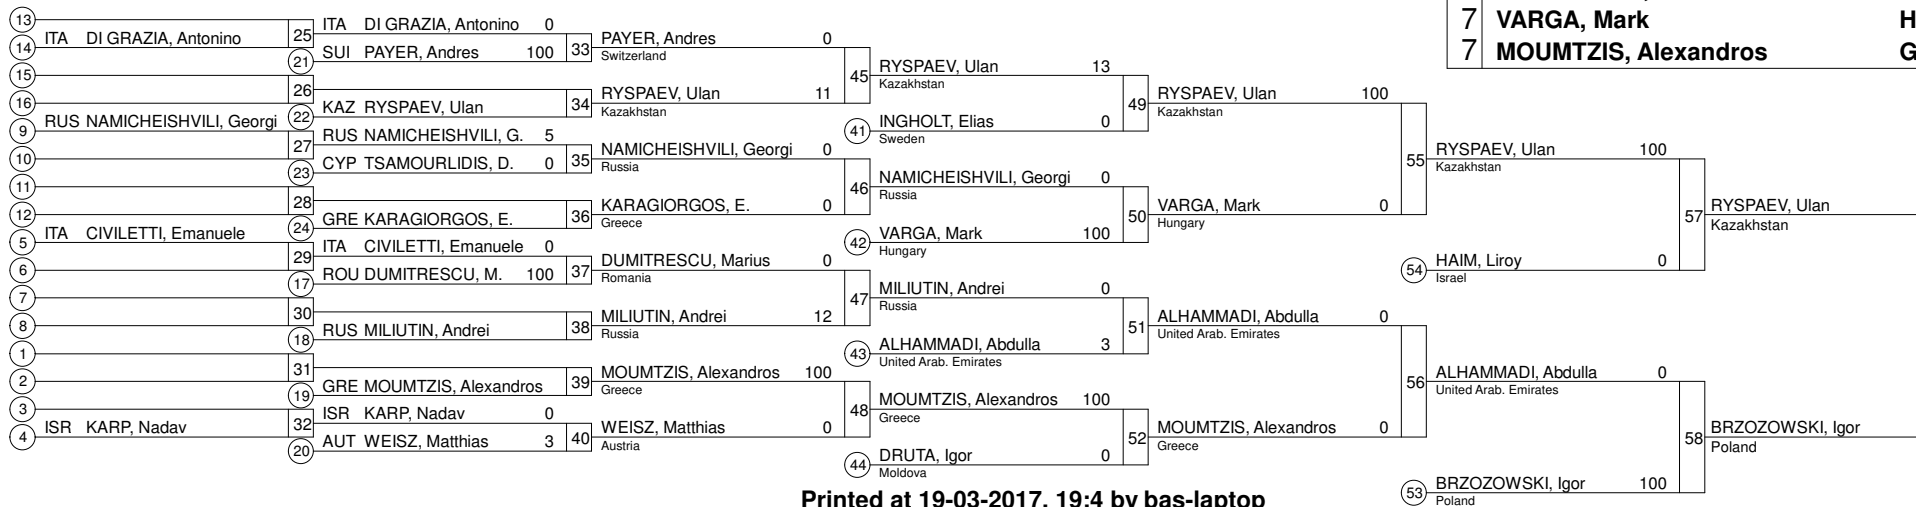 7 VARGA, Mark H
7 MOUMTZIS, Alexandros G
13
14 ITA DI GRAZIA, Antonino
15
16
9 RUS NAMICHEISHVILI, Georgi
10
11
12
5 ITA CIVILETTI, Emanuele
6
7
8
1
2
3
4 ISR KARP, Nadav
25 ITA DI GRAZIA, Antonino 0
21 SUI PAYER, Andres 100
26
22 KAZ RYSPAEV, Ulan
27 RUS NAMICHEISHVILI, G. 5
23 CYP TSAMOURLIDIS, D. 0
28
24 GRE KARAGIORGOS, E.
29 ITA CIVILETTI, Emanuele 0
17 ROU DUMITRESCU, M. 100
30
18 RUS MILIUTIN, Andrei
31
19 GRE MOUMTZIS, Alexandros
32 ISR KARP, Nadav 0
20 AUT WEISZ, Matthias 3
33 PAYER, Andres 0
Switzerland
34 RYSPAEV, Ulan 11
Kazakhstan
35 NAMICHEISHVILI, Georgi 0
Russia
36 KARAGIORGOS, E. 0
Greece
37 DUMITRESCU, Marius 0
Romania
38 MILIUTIN, Andrei 12
Russia
39 MOUMTZIS, Alexandros 100
Greece
40 WEISZ, Matthias 0
Austria
45 RYSPAEV, Ulan 13
Kazakhstan
41 INGHOLT, Elias 0
Sweden
46 NAMICHEISHVILI, Georgi 0
Russia
42 VARGA, Mark 100
Hungary
47 MILIUTIN, Andrei 0
Russia
43 ALHAMMADI, Abdulla 3
United Arab. Emirates
48 MOUMTZIS, Alexandros 100
Greece
44 DRUTA, Igor 0
Moldova
49 RYSPAEV, Ulan 100
Kazakhstan
50 VARGA, Mark 0
Hungary
51 ALHAMMADI, Abdulla 0
United Arab. Emirates
52 MOUMTZIS, Alexandros 0
Greece
55 RYSPAEV, Ulan 100
Kazakhstan
54 HAIM, Liroy 0
Israel
56 ALHAMMADI, Abdulla 0
United Arab. Emirates
53 BRZOZOWSKI, Igor 100
Poland
57 RYSPAEV, Ulan
Kazakhstan
58 BRZOZOWSKI, Igor
Poland
Printed at 19-03-2017, 19:4 by bas-laptop